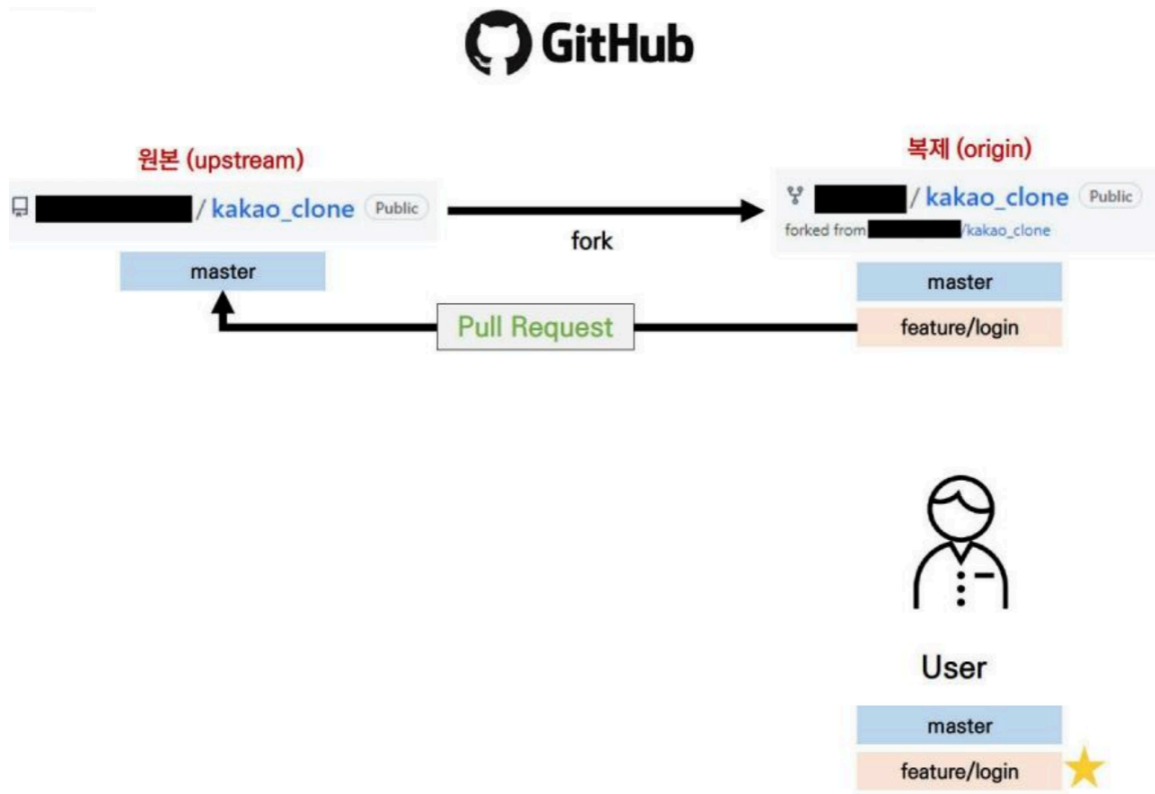 GitHub
원본 (upstream)
복제 (origin)
/ kakao_clone Public
/ kakao_clone Public
forked from /kakao_clone
fork
master
master
Pull Request
feature/login
User
master
feature/login